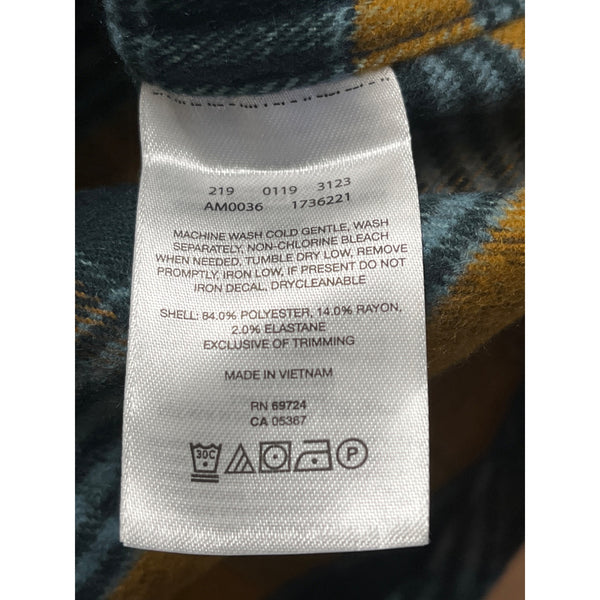 219 0119 3123
AM0036 1736221
MACHINE WASH COLD GENTLE, WASH
SEPARATELY, NON-CHLORINE BLEACH
WHEN NEEDED, TUMBLE DRY LOW, REMOVE
PROMPTLY, IRON LOW, IF PRESENT DO NOT
IRON DECAL, DRYCLEANABLE
SHELL: 84.0% POLYESTER, 14.0% RAYON,
2.0% ELASTANE
EXCLUSIVE OF TRIMMING
MADE IN VIETNAM
RN 69724
CA 05367
30C P